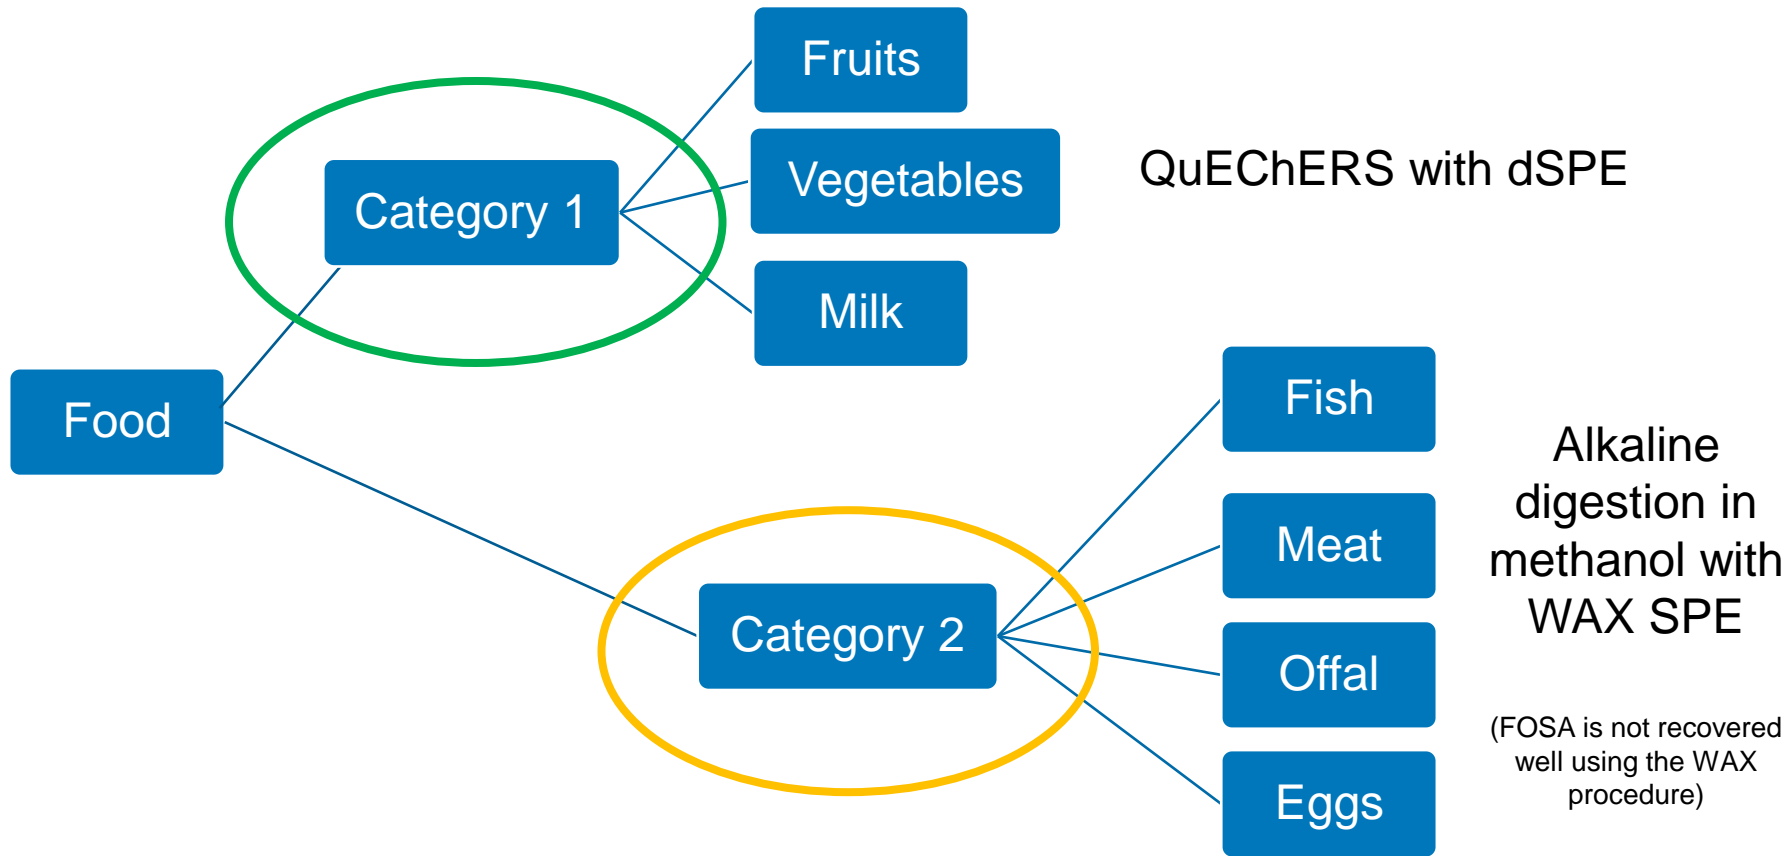 Fruits
Category 1
Vegetables
QuEChERS with dSPE
Milk
Food
Fish
Category 2
Meat
Offal
Eggs
Alkaline
digestion in
methanol with
WAX SPE
(FOSA is not recovered
well using the WAX
procedure)